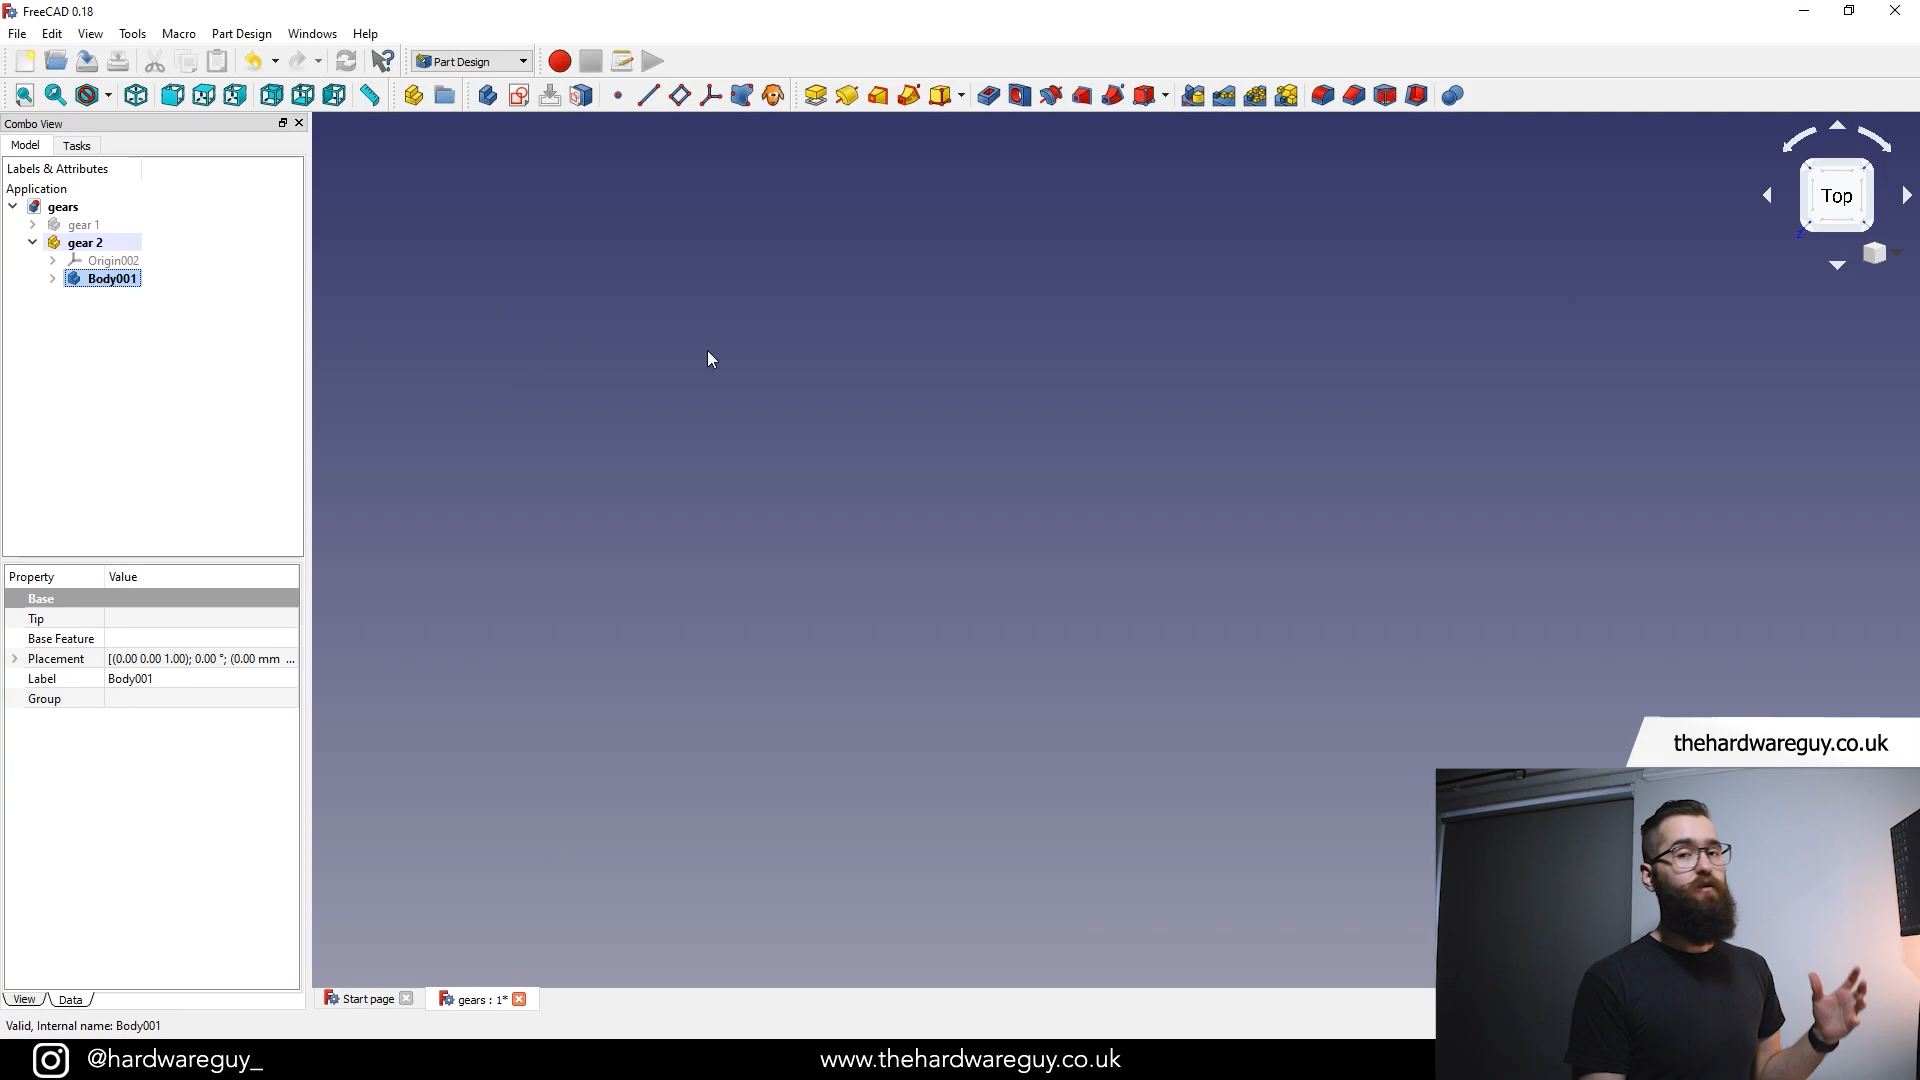 FreeCAD 0.18
File Edit View Tools Macro Part Design Windows Help
Part Design
Combo View
Model Tasks
Labels & Attributes
Application
gears
gear 1
gear 2
Origin002
Body001
Top
Z
Property Value
Base
Tip
Base Feature
Placement [(0.00 0.00 1.00); 0.00 °; (0.00 mm ...
Label Body001
Group
View Data
Start page gears : 1*
Valid, Internal name: Body001
thehardwareguy.co.uk
@hardwareguy_ www.thehardwareguy.co.uk